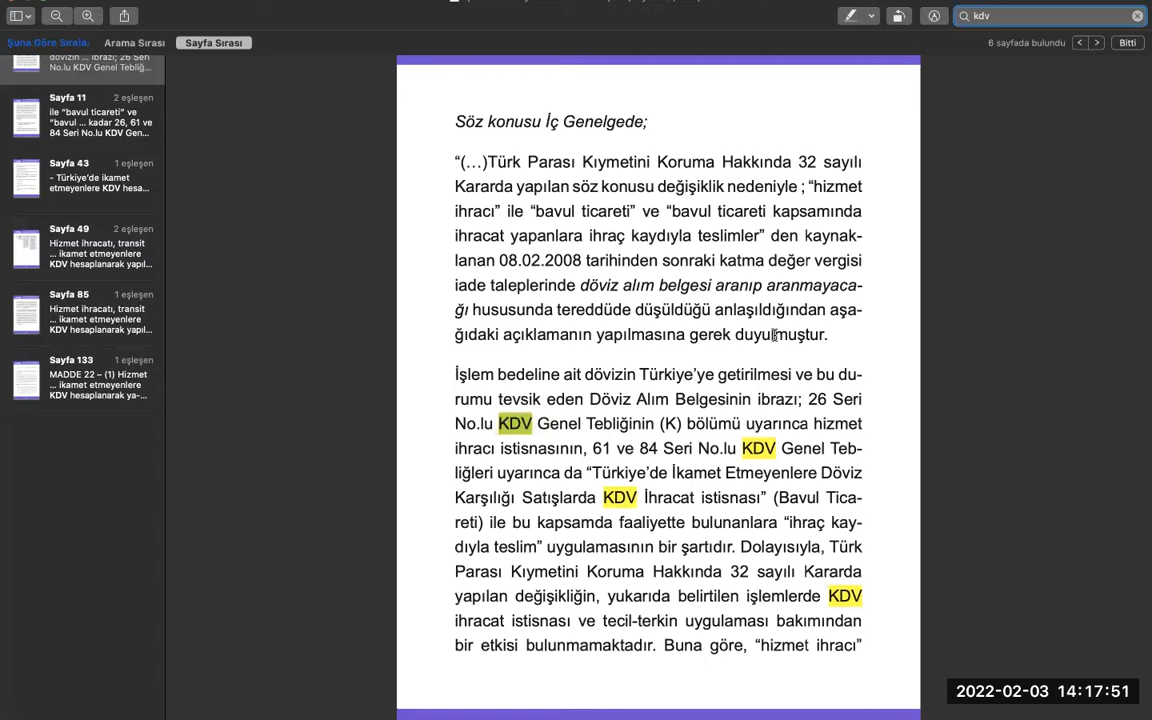 kdv
Şuna Göre Sırala:
Arama Sırası
Sayfa Sırası
6 sayfada bulundu
Bitti
dövizin ... ibrazı; 26 Seri
No.lu KDV Genel Tebliğ...
Sayfa 11
2 eşleşen
ile “bavul ticareti” ve
“bavul ... kadar 26, 61 ve
84 Seri No.lu KDV Gen...
Sayfa 43
1 eşleşen
- Türkiye’de ikamet
etmeyenlere KDV hesa...
Sayfa 49
2 eşleşen
Hizmet ihracatı, transit
... ikamet etmeyenlere
KDV hesaplanarak yapıl...
Sayfa 85
1 eşleşen
Hizmet ihracatı, transit
... ikamet etmeyenlere
KDV hesaplanarak yapıl...
Sayfa 133
1 eşleşen
MADDE 22 – (1) Hizmet
... ikamet etmeyenlere
KDV hesaplanarak ya-...
Söz konusu İç Genelgede;
“(…)Türk Parası Kıymetini Koruma Hakkında 32 sayılı
Kararda yapılan söz konusu değişiklik nedeniyle ; “hizmet
ihracı” ile “bavul ticareti” ve “bavul ticareti kapsamında
ihracat yapanlara ihraç kaydıyla teslimler” den kaynak-
lanan 08.02.2008 tarihinden sonraki katma değer vergisi
iade taleplerinde döviz alım belgesi aranıp aranmayaca-
ğı hususunda tereddüde düşüldüğü anlaşıldığından aşa-
ğıdaki açıklamanın yapılmasına gerek duyulmuştur.
İşlem bedeline ait dövizin Türkiye’ye getirilmesi ve bu du-
rumu tevsik eden Döviz Alım Belgesinin ibrazı; 26 Seri
No.lu KDV Genel Tebliğinin (K) bölümü uyarınca hizmet
ihracı istisnasının, 61 ve 84 Seri No.lu KDV Genel Teb-
liğleri uyarınca da “Türkiye’de İkamet Etmeyenlere Döviz
Karşılığı Satışlarda KDV İhracat istisnası” (Bavul Tica-
reti) ile bu kapsamda faaliyette bulunanlara “ihraç kay-
dıyla teslim” uygulamasının bir şartıdır. Dolayısıyla, Türk
Parası Kıymetini Koruma Hakkında 32 sayılı Kararda
yapılan değişikliğin, yukarıda belirtilen işlemlerde KDV
ihracat istisnası ve tecil-terkin uygulaması bakımından
bir etkisi bulunmamaktadır. Buna göre, “hizmet ihracı”
2022-02-03 14:17:51